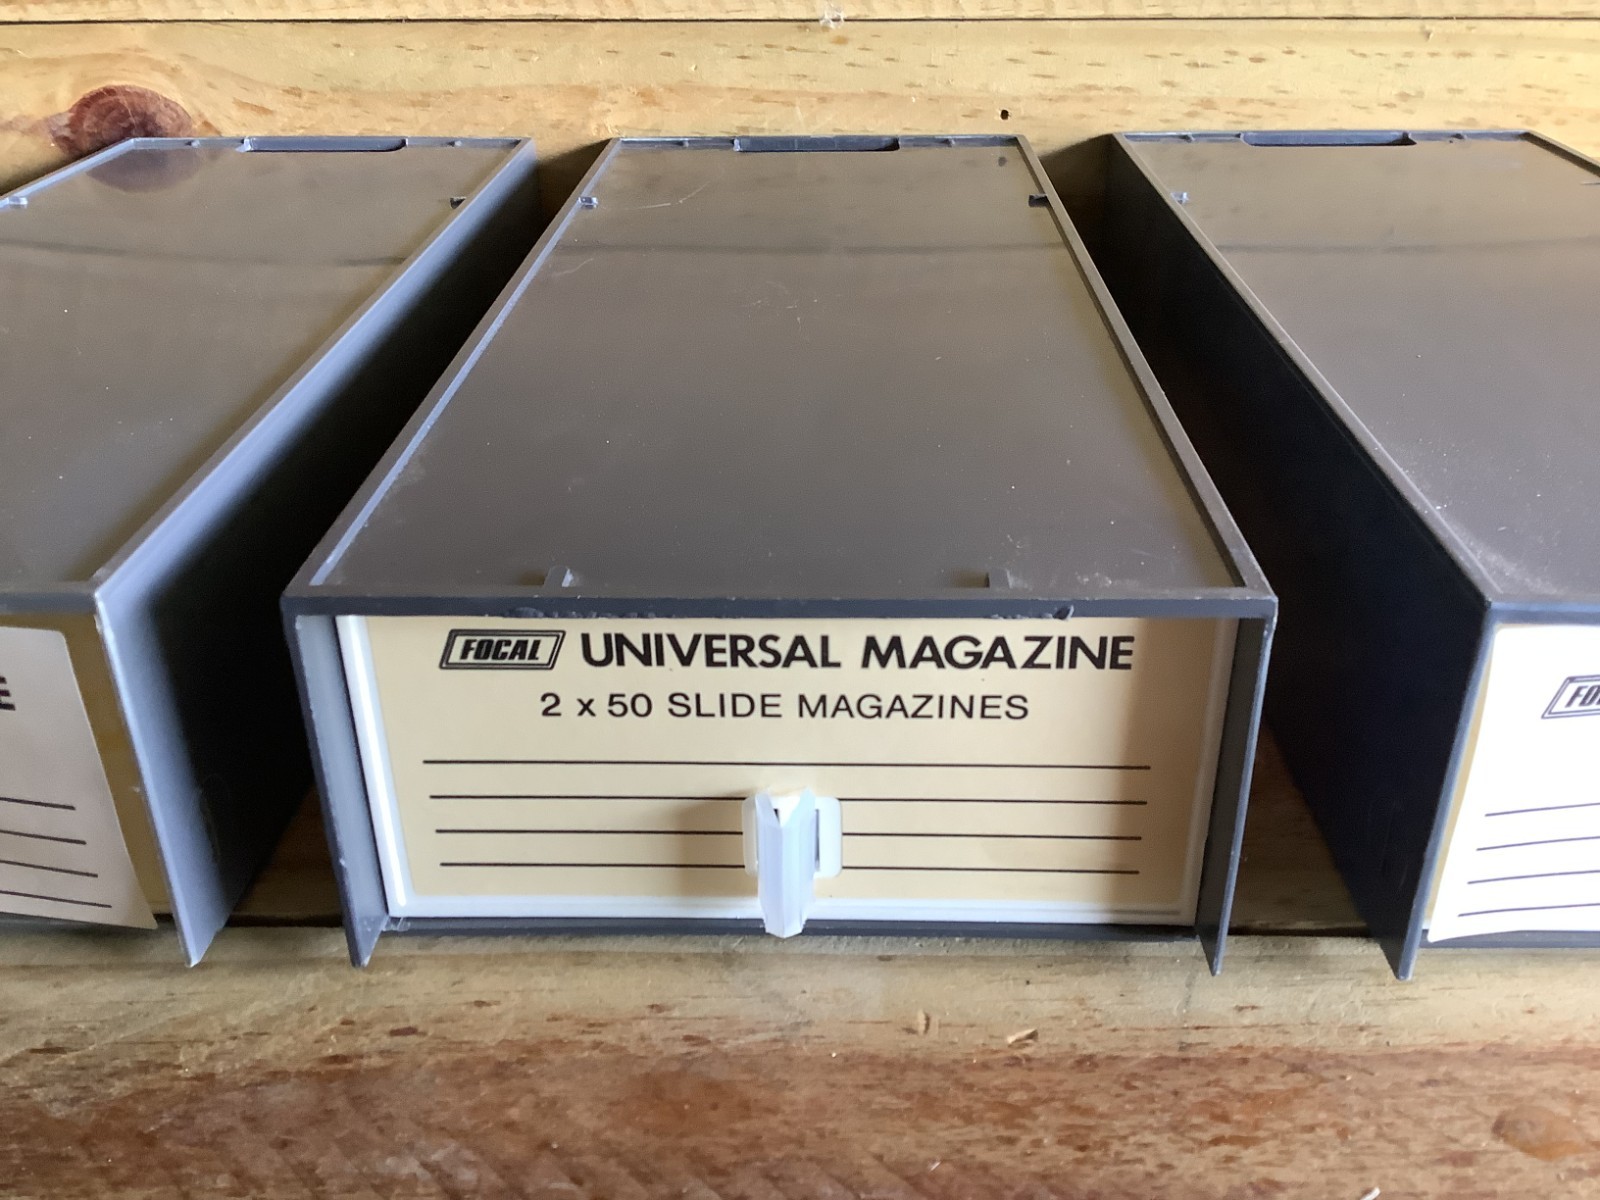 FOCAL UNIVERSAL MAGAZINE
2 x 50 SLIDE MAGAZINES